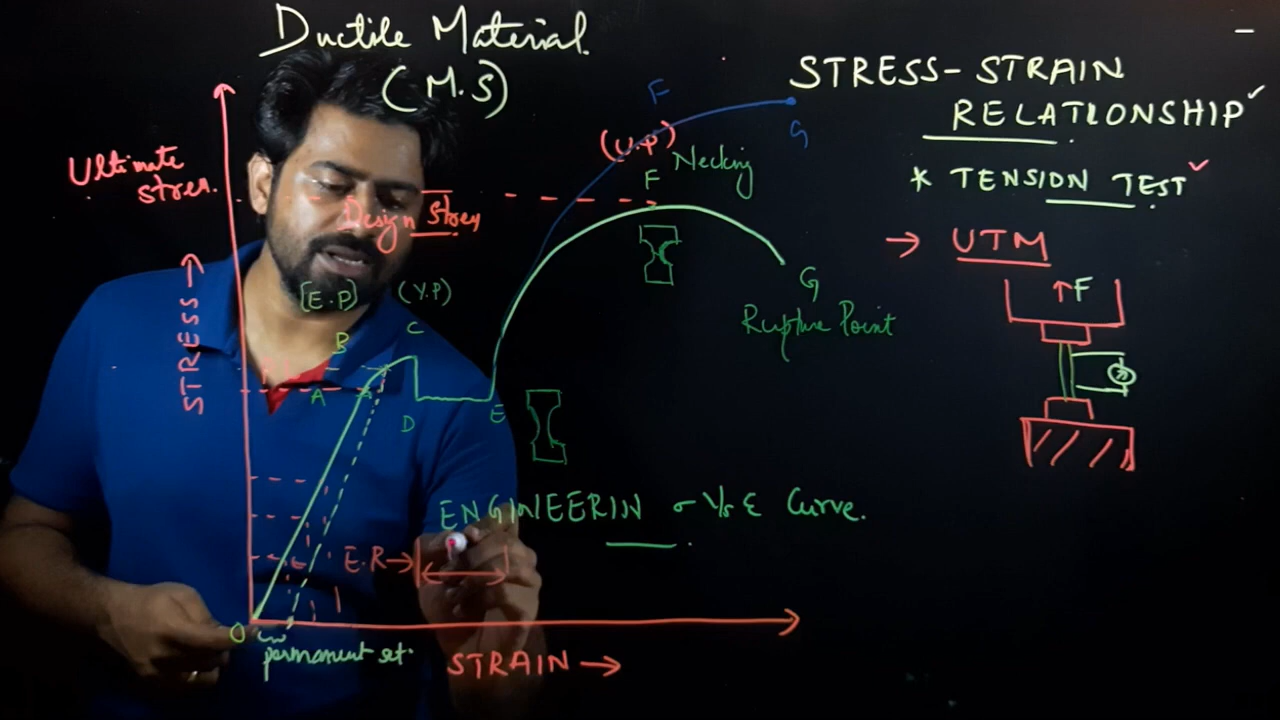 Ductile Material.
(M.S)
STRESS-STRAIN
RELATIONSHIP
* TENSION TEST
→ UTM
↑F
F
G
(U.P)
Necking
F
Ultimate
stress.
Design Stress
[E.P]
(Y.P)
C
B
A
D
E
G
Rupture Point
STRESS →
ENGINEERIN σ V/s ε Curve.
E.R→
O
permanent set.
STRAIN →